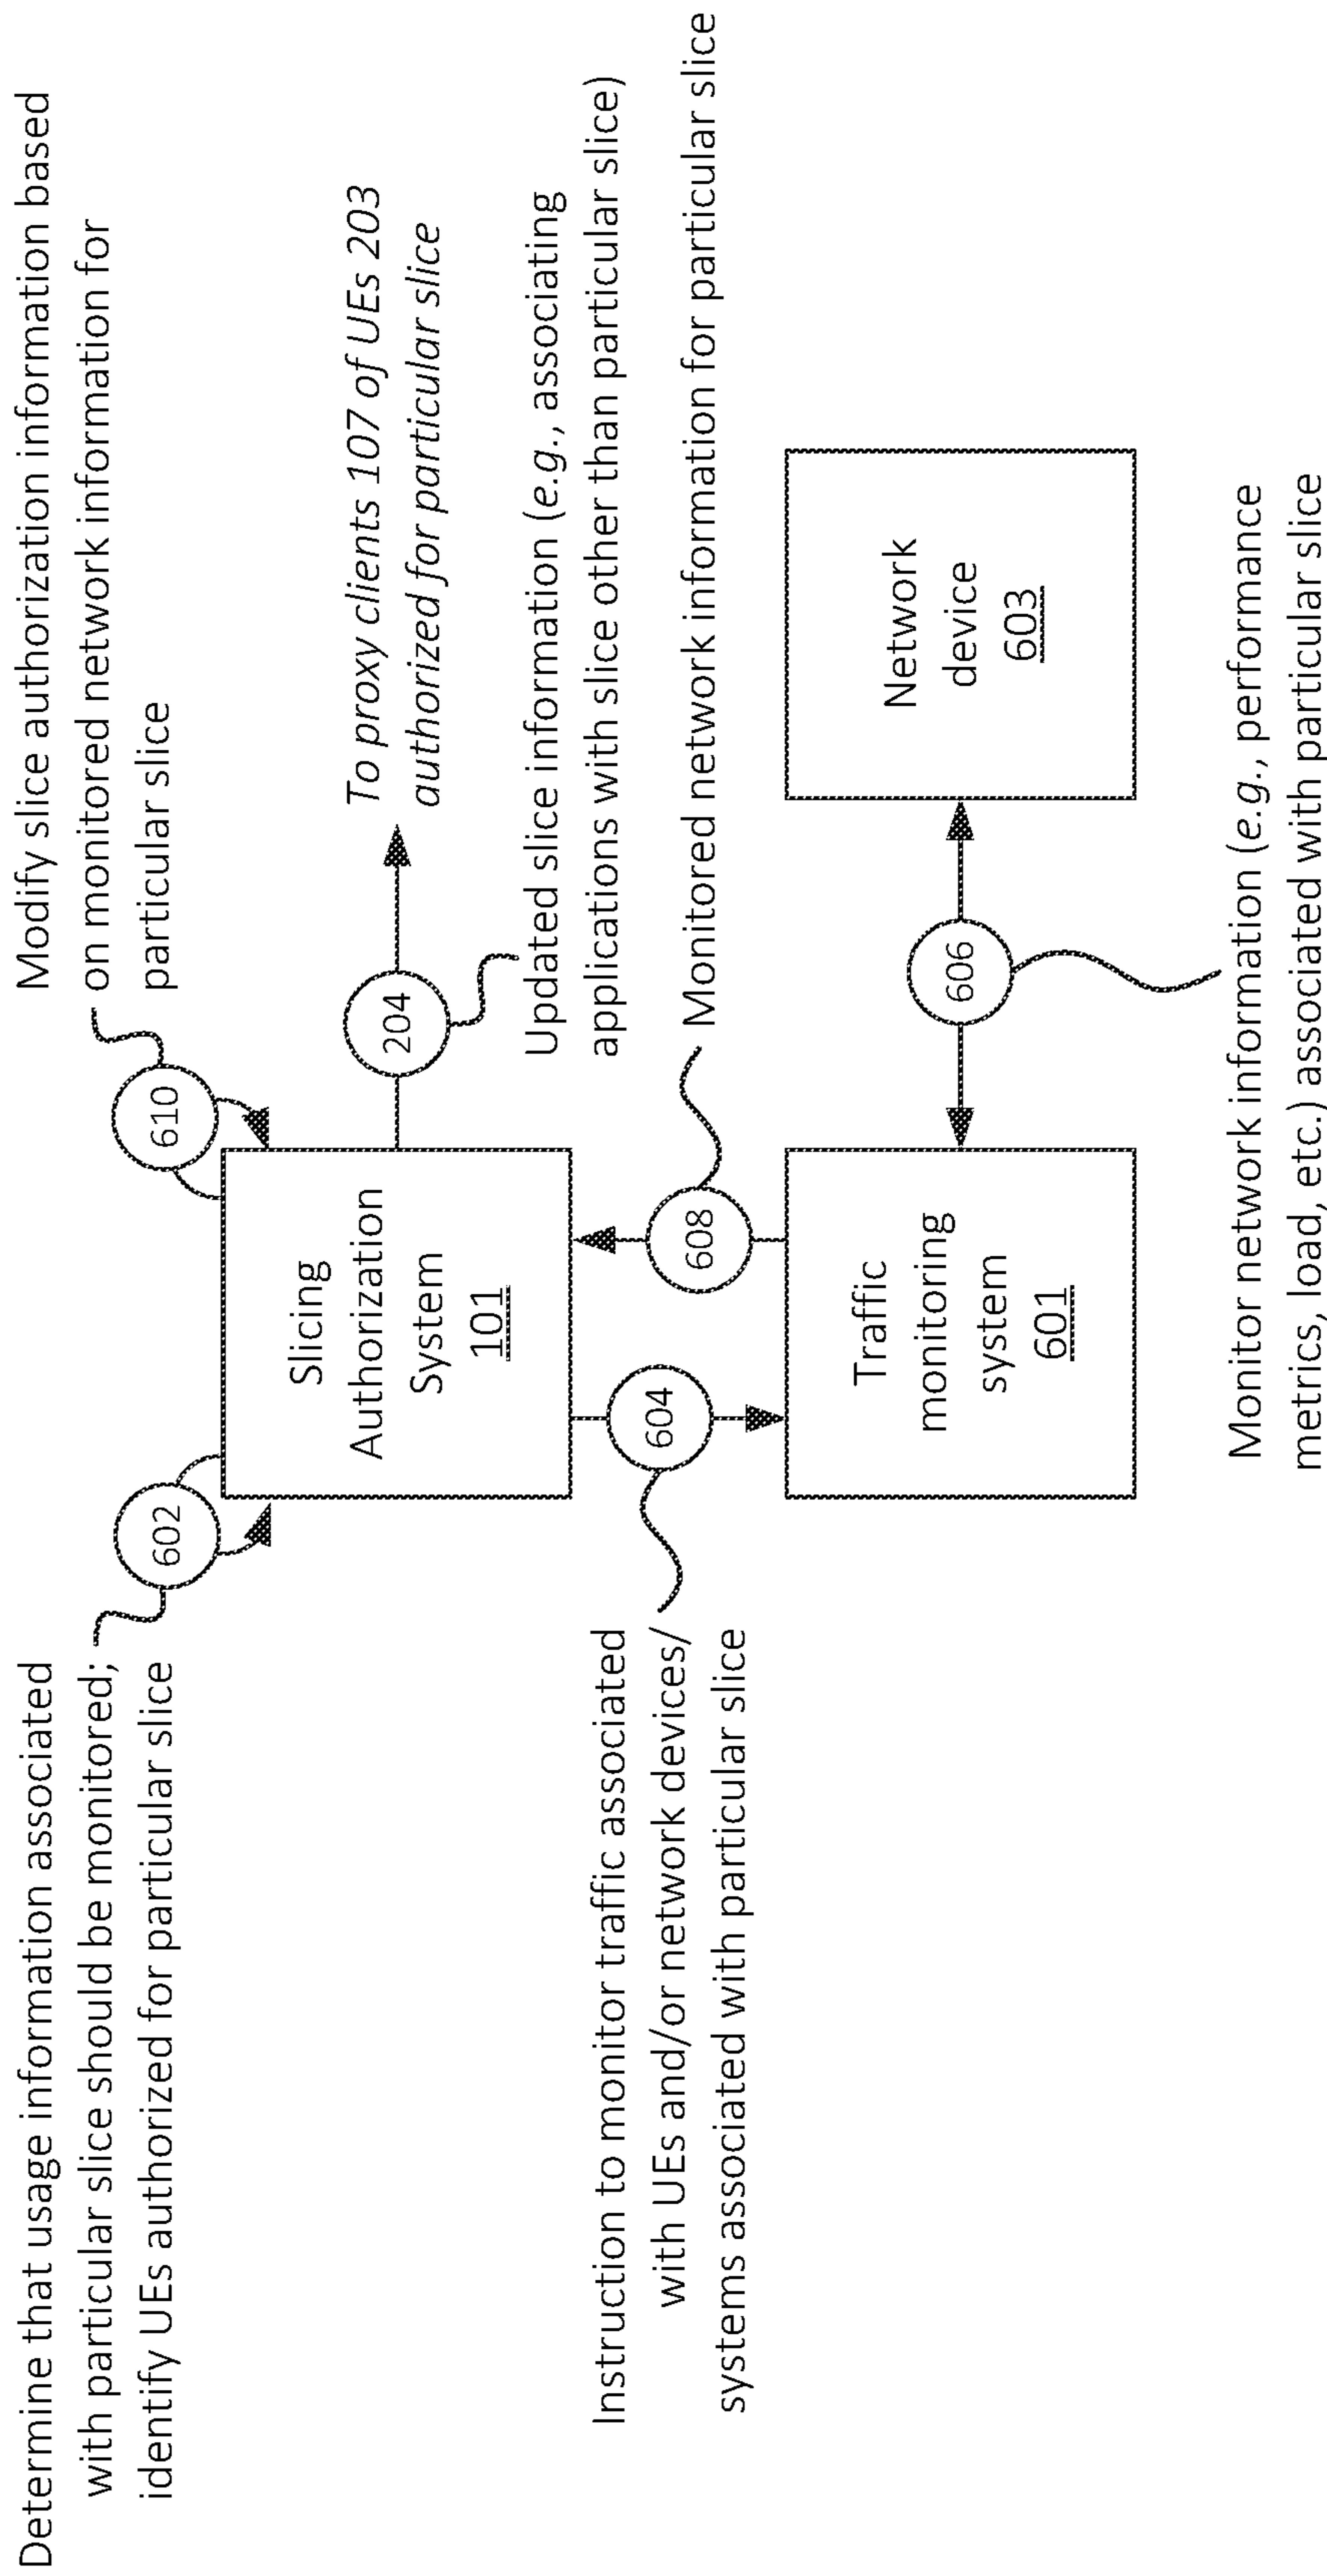 Determine that usage information associated
with particular slice should be monitored;
identify UEs authorized for particular slice
602
610
Modify slice authorization information based
on monitored network information for
particular slice
Slicing
Authorization
System
101
204
To proxy clients 107 of UEs 203
authorized for particular slice
Updated slice information (e.g., associating
applications with slice other than particular slice)
Instruction to monitor traffic associated
with UEs and/or network devices/
systems associated with particular slice
604
608
Monitored network information for particular slice
Traffic
monitoring
system
601
606
Network
device
603
Monitor network information (e.g., performance
metrics, load, etc.) associated with particular slice